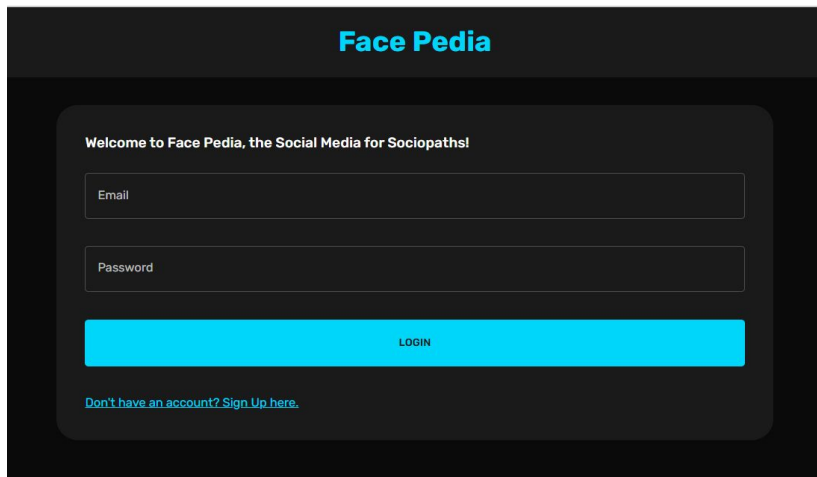 Face Pedia
Welcome to Face Pedia, the Social Media for Sociopaths!
Email
Password
LOGIN
Don't have an account? Sign Up here.